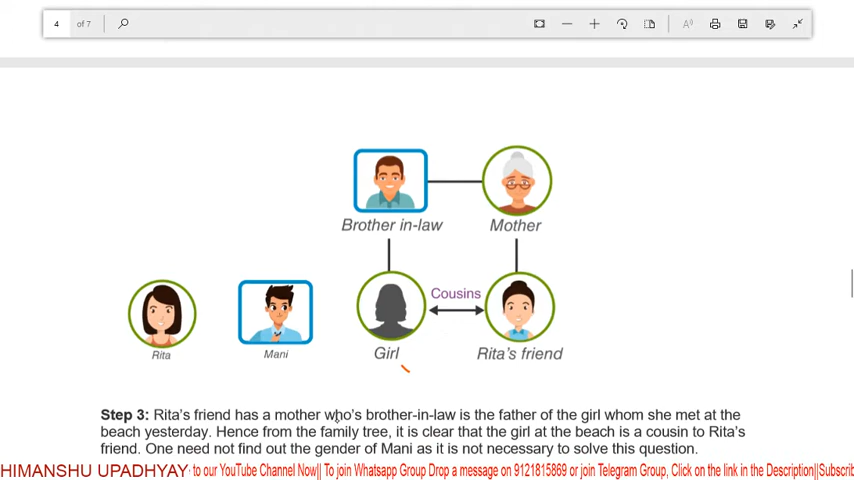 4 of 7
Brother in-law Mother
Cousins
Rita Mani Girl Rita's friend
Step 3: Rita's friend has a mother who's brother-in-law is the father of the girl whom she met at the
beach yesterday. Hence from the family tree, it is clear that the girl at the beach is a cousin to Rita's
friend. One need not find out the gender of Mani as it is not necessary to solve this question.
HIMANSHU UPADHYAY to our YouTube Channel Now|| To join Whatsapp Group Drop a message on 9121815869 or join Telegram Group, Click on the link in the Description||Subscrib